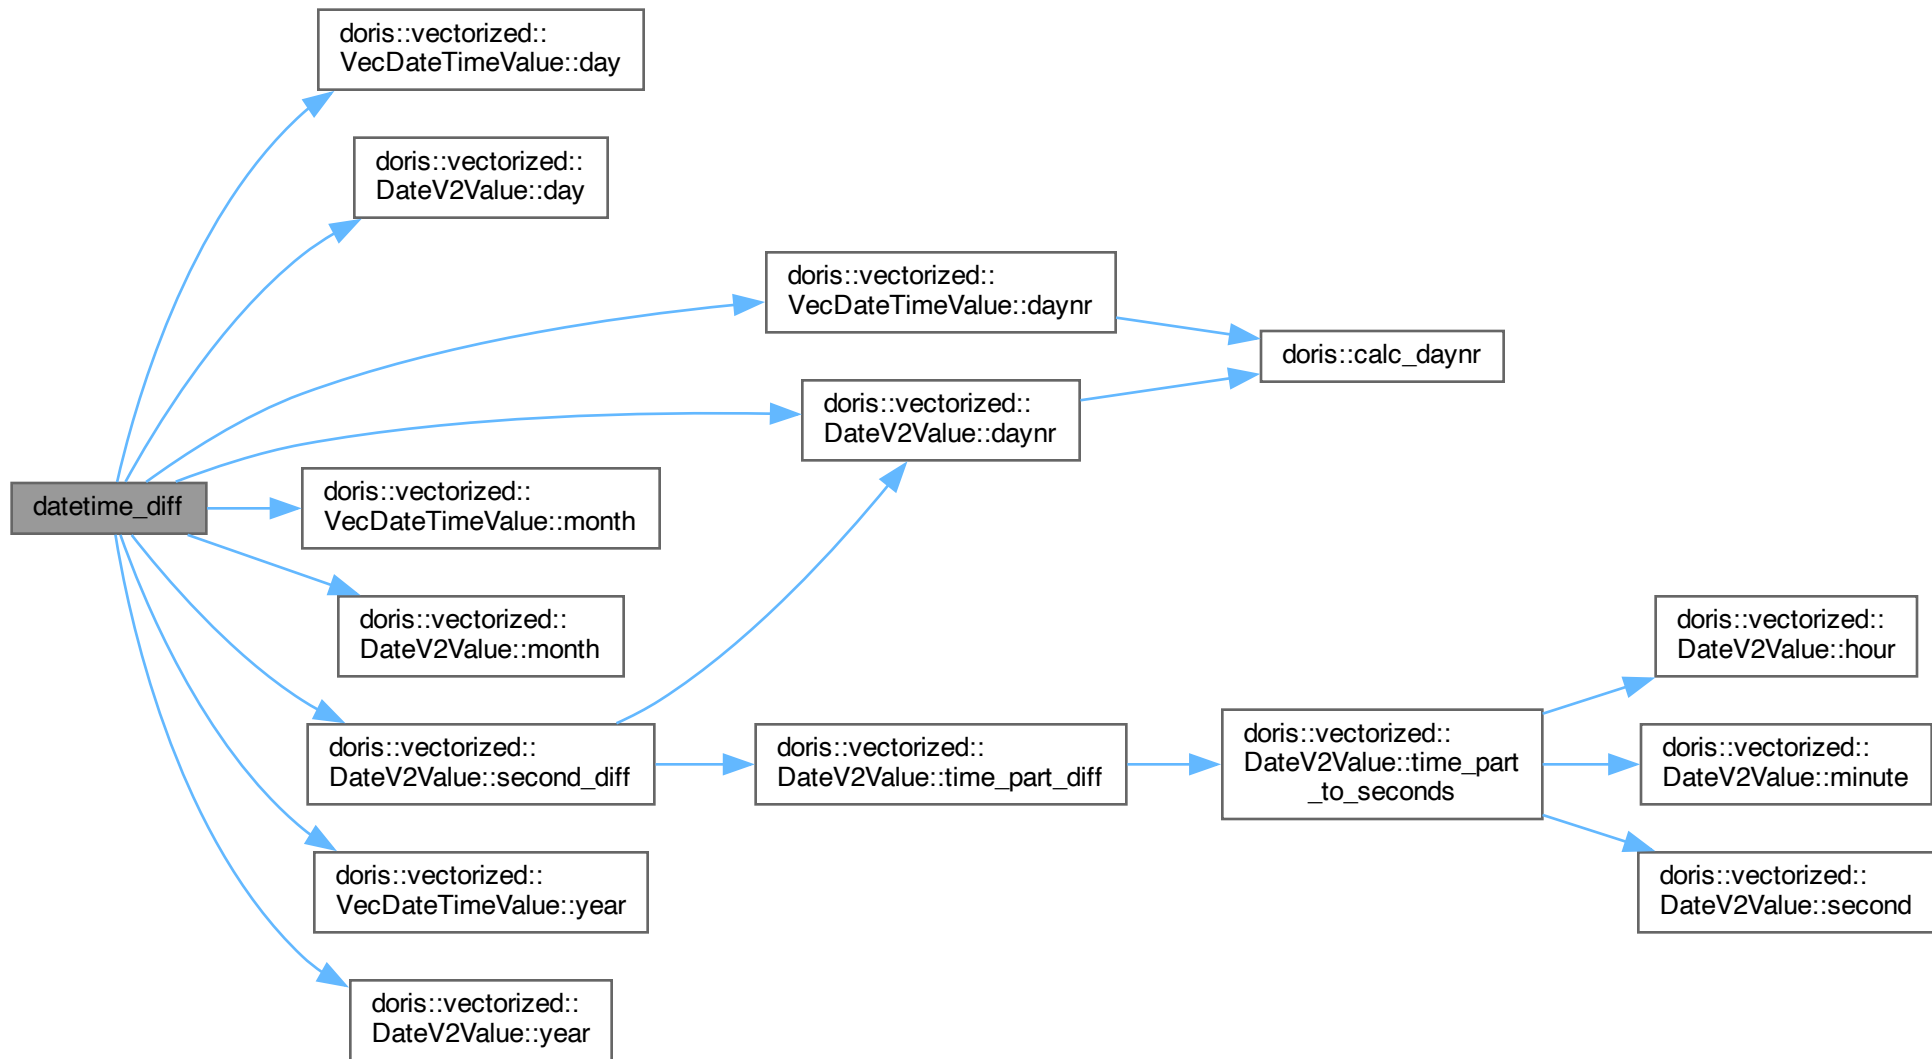 doris::vectorized::
VecDateTimeValue::day
doris::vectorized::
DateV2Value::day
doris::vectorized::
VecDateTimeValue::daynr
doris::calc_daynr
doris::vectorized::
DateV2Value::daynr
datetime_diff
doris::vectorized::
VecDateTimeValue::month
doris::vectorized::
DateV2Value::month
doris::vectorized::
DateV2Value::second_diff
doris::vectorized::
DateV2Value::time_part_diff
doris::vectorized::
DateV2Value::time_part
_to_seconds
doris::vectorized::
DateV2Value::hour
doris::vectorized::
DateV2Value::minute
doris::vectorized::
DateV2Value::second
doris::vectorized::
VecDateTimeValue::year
doris::vectorized::
DateV2Value::year